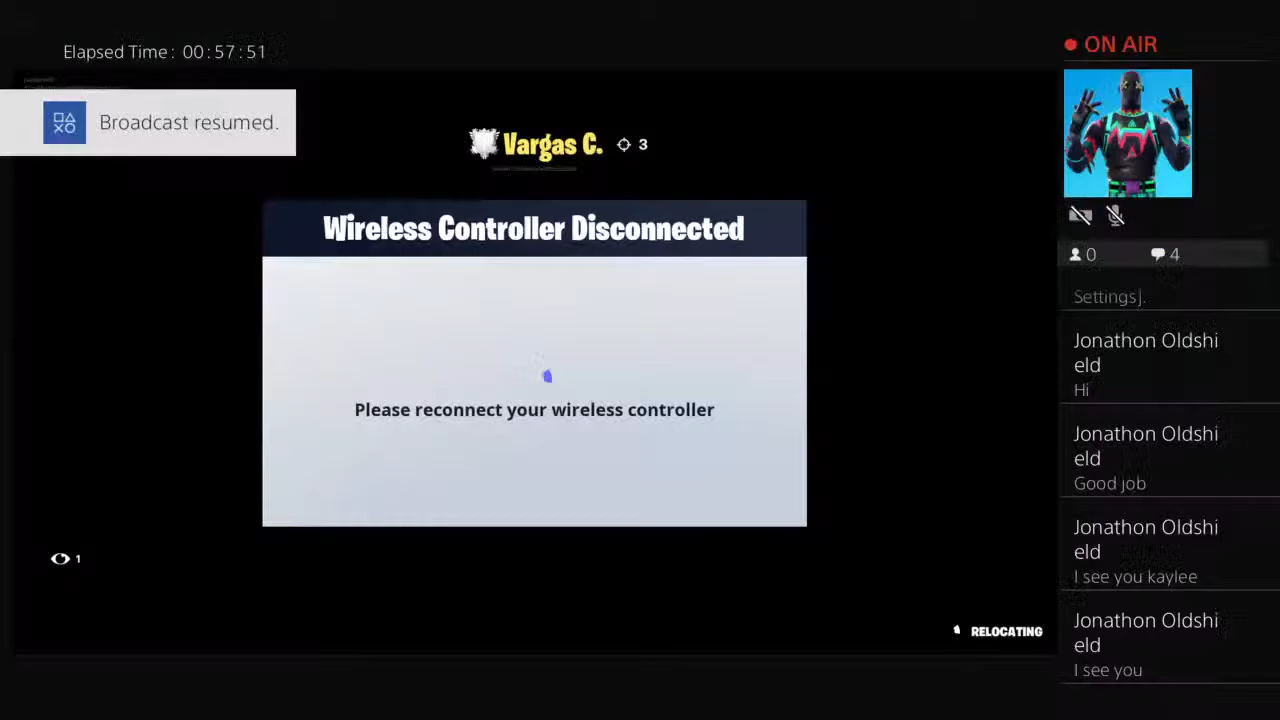 Elapsed Time: 00:57:51
ON AIR
Broadcast resumed.
Vargas C. 3
Wireless Controller Disconnected
Please reconnect your wireless controller
1
RELOCATING
0 4
Settings].
Jonathon Oldshi
eld
Hi
Jonathon Oldshi
eld
Good job
Jonathon Oldshi
eld
I see you kaylee
Jonathon Oldshi
eld
I see you